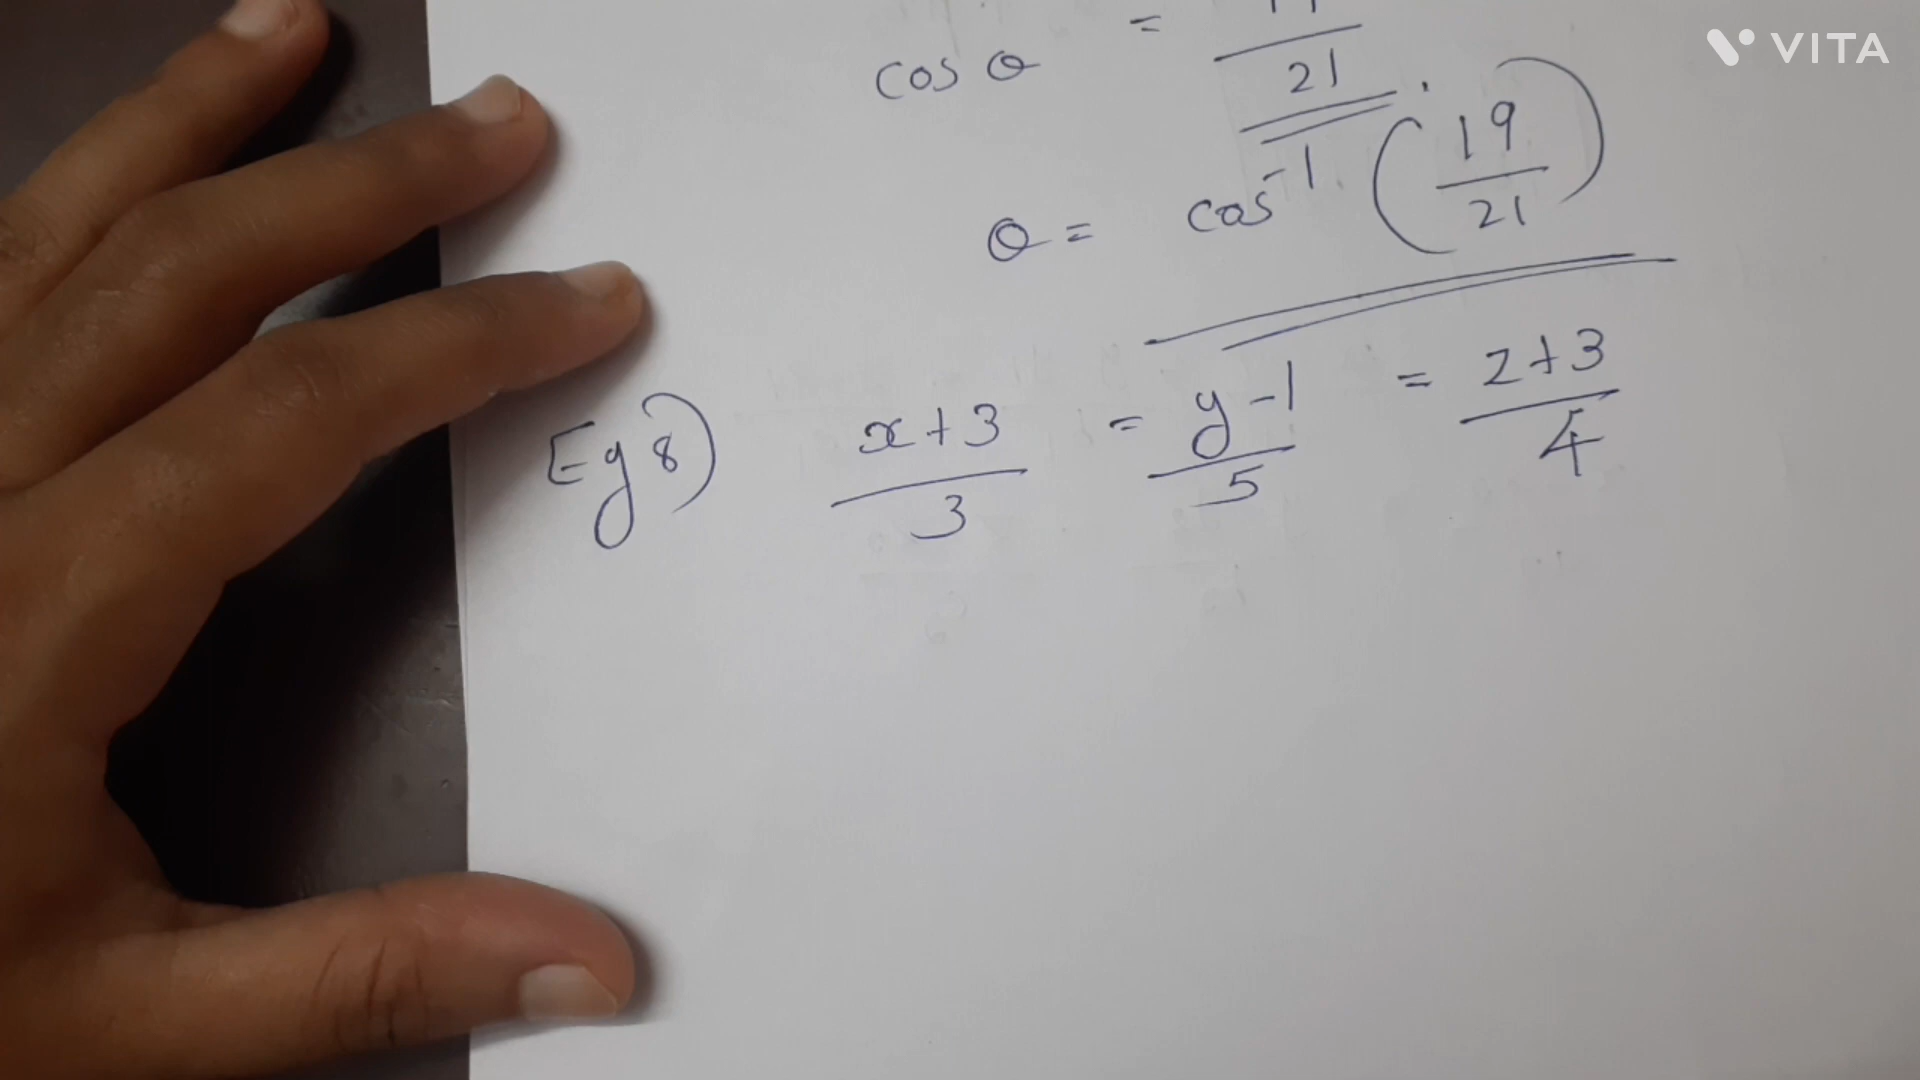 VITA
cos θ = /21
θ = cos⁻¹ (19/21)
Eg 8) x+3/3 = y-1/5 = z+3/4